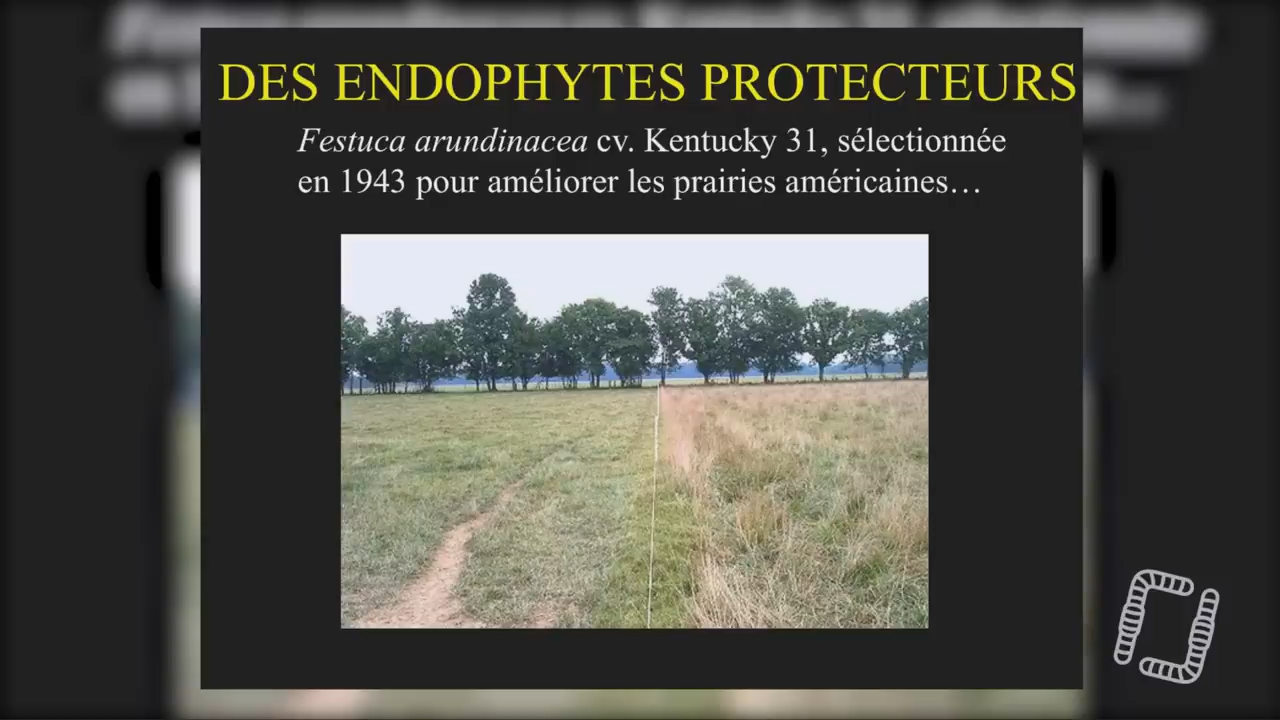 DES ENDOPHYTES PROTECTEURS
Festuca arundinacea cv. Kentucky 31, sélectionnée
en 1943 pour améliorer les prairies américaines…